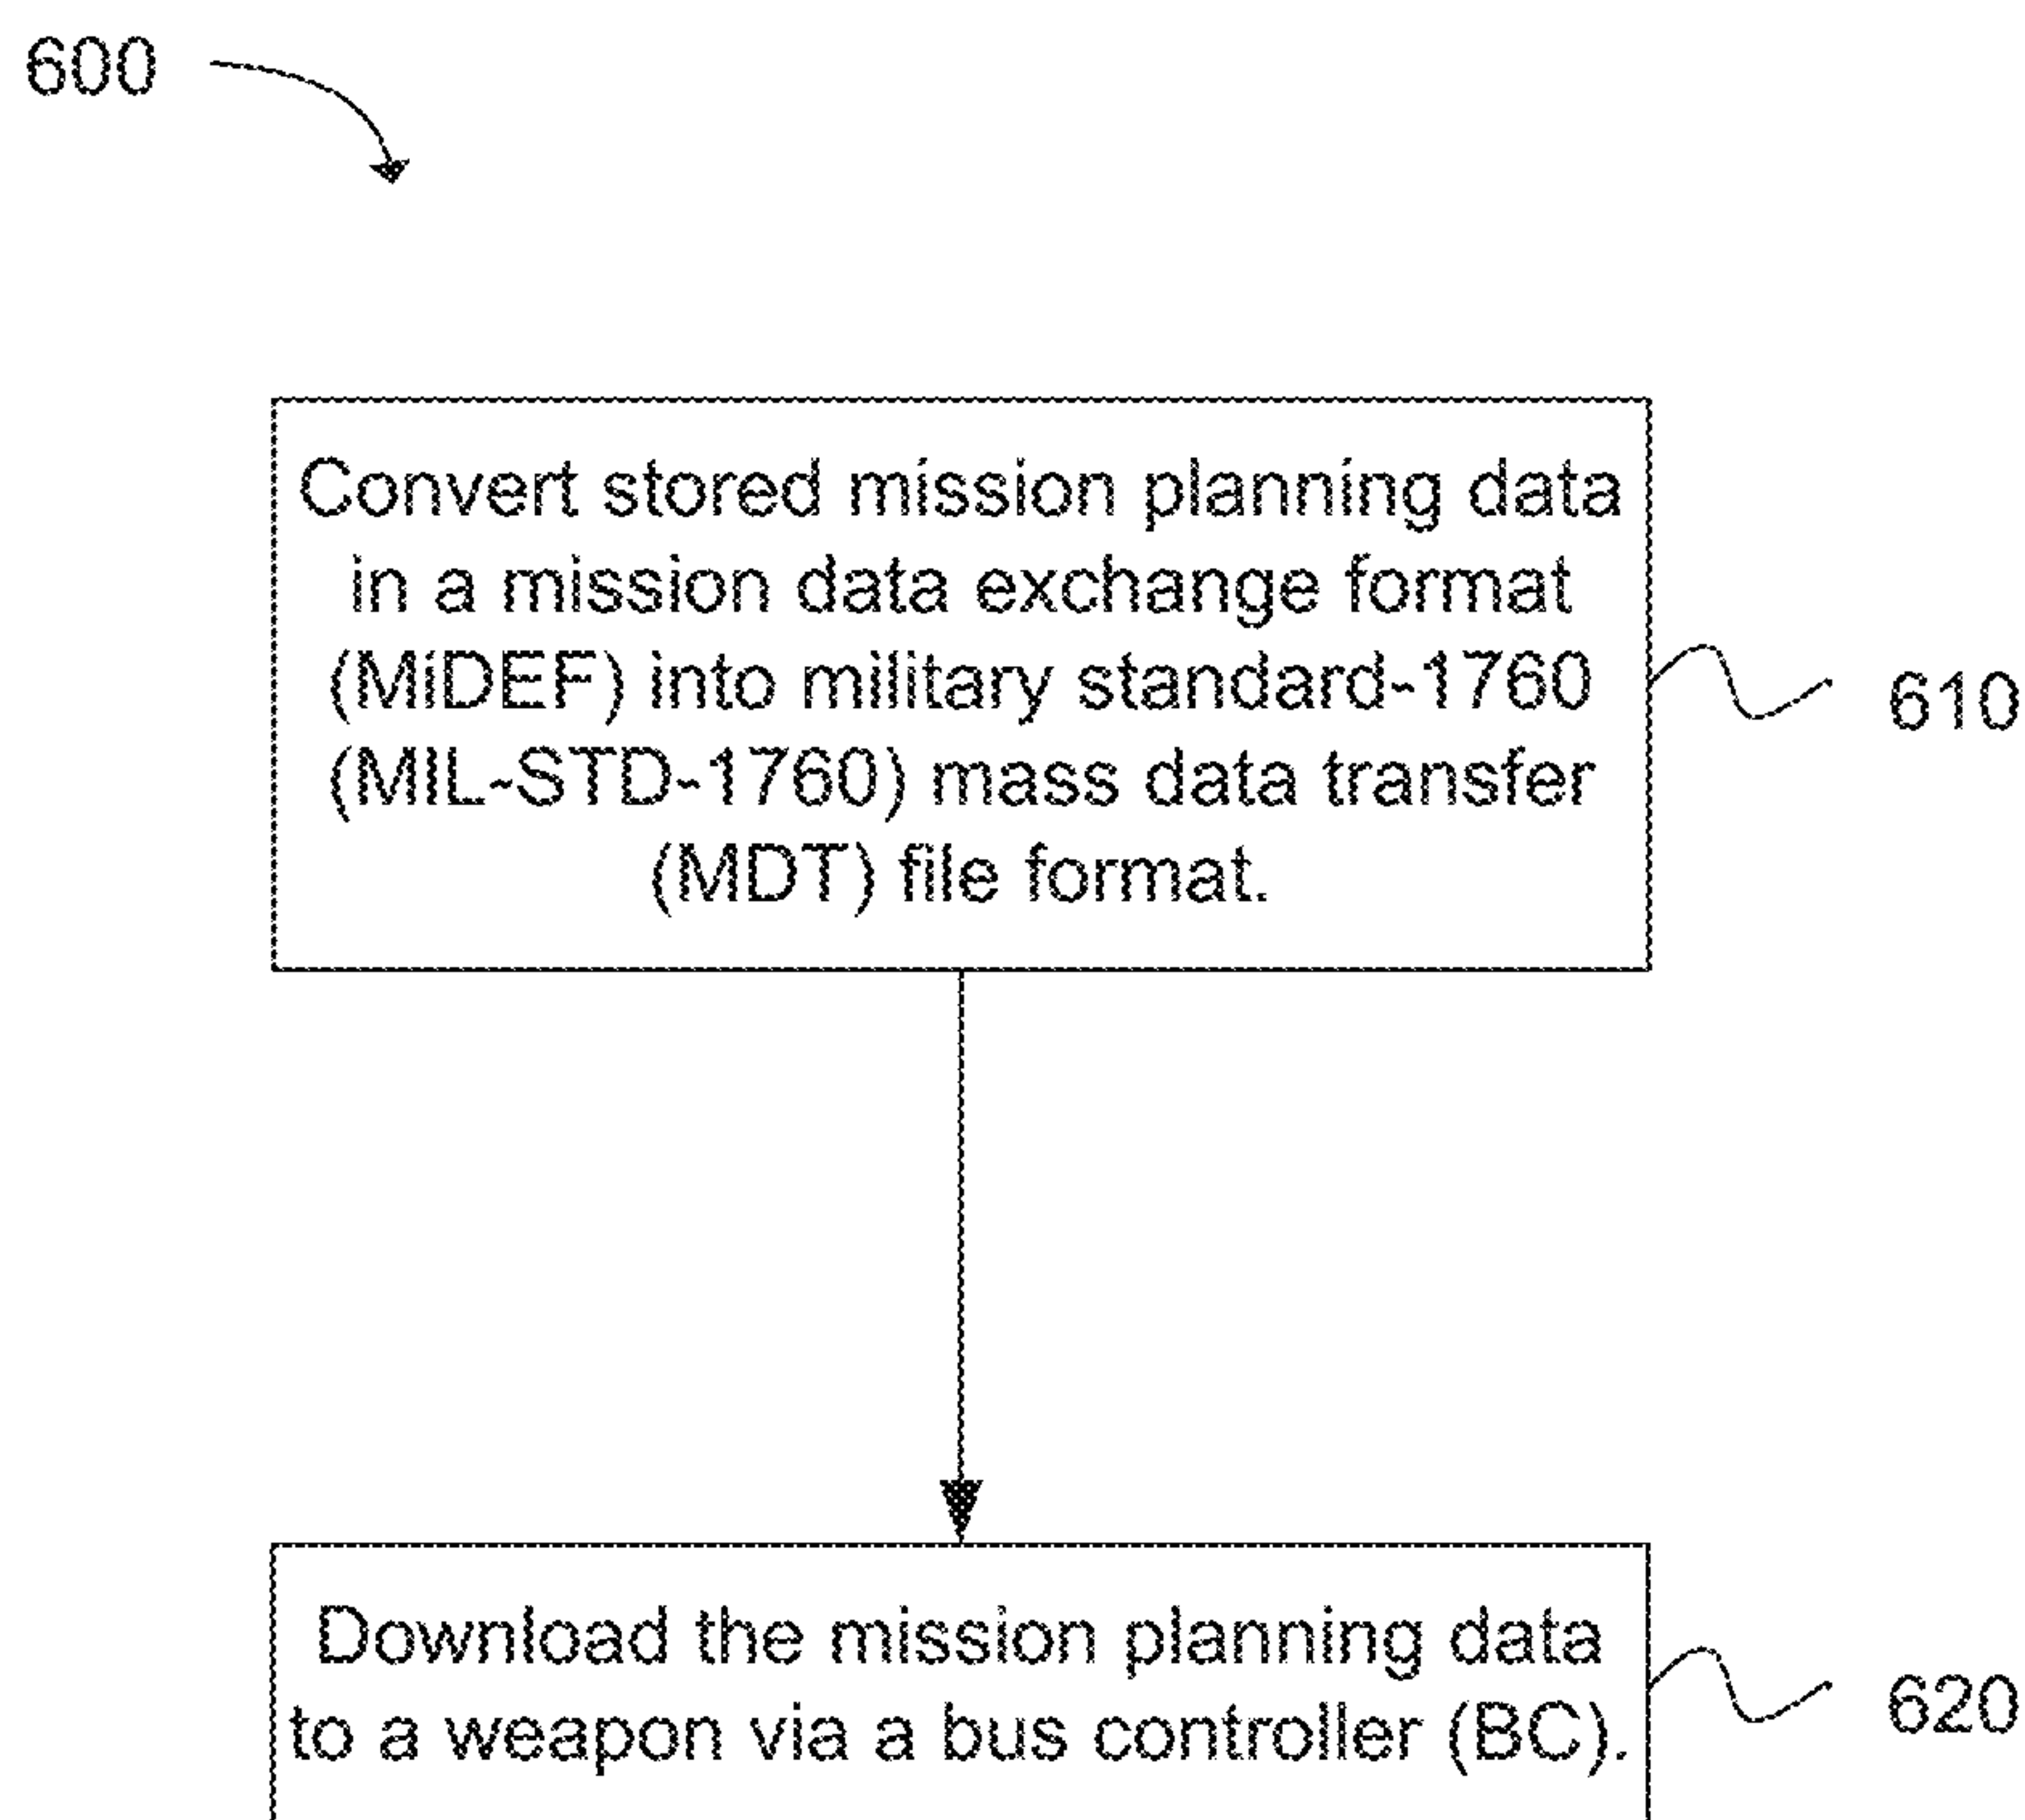 600
Convert stored mission planning data
in a mission data exchange format
(MiDEF) into military standard-1760
(MIL-STD-1760) mass data transfer
(MDT) file format.
610
Download the mission planning data
to a weapon via a bus controller (BC).
620